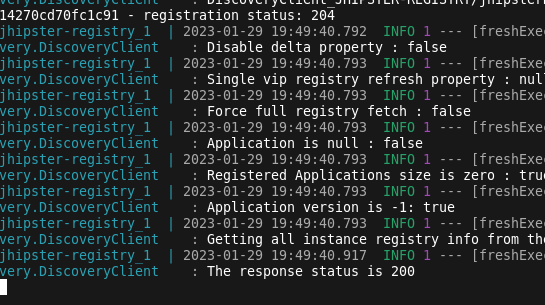 14270cd70fc1c91 - registration status: 204
jhipster-registry_1 | 2023-01-29 19:49:40.792 INFO 1 --- [freshExe
very.DiscoveryClient : Disable delta property : false
jhipster-registry_1 | 2023-01-29 19:49:40.793 INFO 1 --- [freshExe
very.DiscoveryClient : Single vip registry refresh property : nul
jhipster-registry_1 | 2023-01-29 19:49:40.793 INFO 1 --- [freshExe
very.DiscoveryClient : Force full registry fetch : false
jhipster-registry_1 | 2023-01-29 19:49:40.793 INFO 1 --- [freshExe
very.DiscoveryClient : Application is null : false
jhipster-registry_1 | 2023-01-29 19:49:40.793 INFO 1 --- [freshExe
very.DiscoveryClient : Registered Applications size is zero : true
jhipster-registry_1 | 2023-01-29 19:49:40.793 INFO 1 --- [freshExe
very.DiscoveryClient : Application version is -1: true
jhipster-registry_1 | 2023-01-29 19:49:40.793 INFO 1 --- [freshExe
very.DiscoveryClient : Getting all instance registry info from the
jhipster-registry_1 | 2023-01-29 19:49:40.917 INFO 1 --- [freshExe
very.DiscoveryClient : The response status is 200